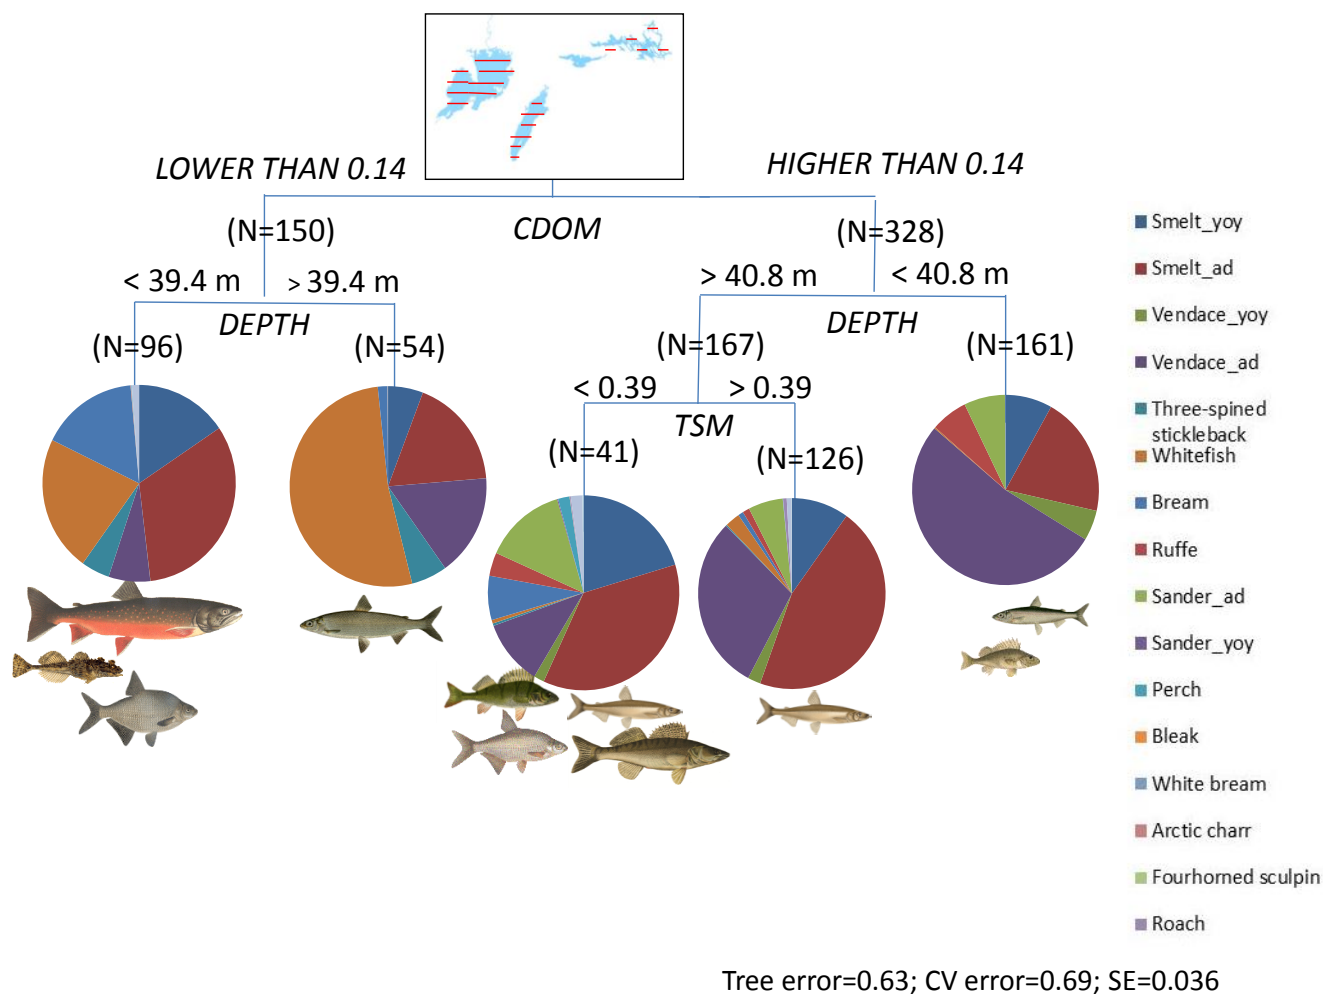 LOWER THAN 0.14
HIGHER THAN 0.14
(N=150)
CDOM
(N=328)
< 39.4 m
> 39.4 m
> 40.8 m
< 40.8 m
DEPTH
DEPTH
(N=96)
(N=54)
(N=167)
(N=161)
< 0.39
> 0.39
TSM
(N=41)
(N=126)
Smelt_yoy
Smelt_ad
Vendace_yoy
Vendace_ad
Three-spined
stickleback
Whitefish
Bream
Ruffe
Sander_ad
Sander_yoy
Perch
Bleak
White bream
Arctic charr
Fourhorned sculpin
Roach
Tree error=0.63; CV error=0.69; SE=0.036